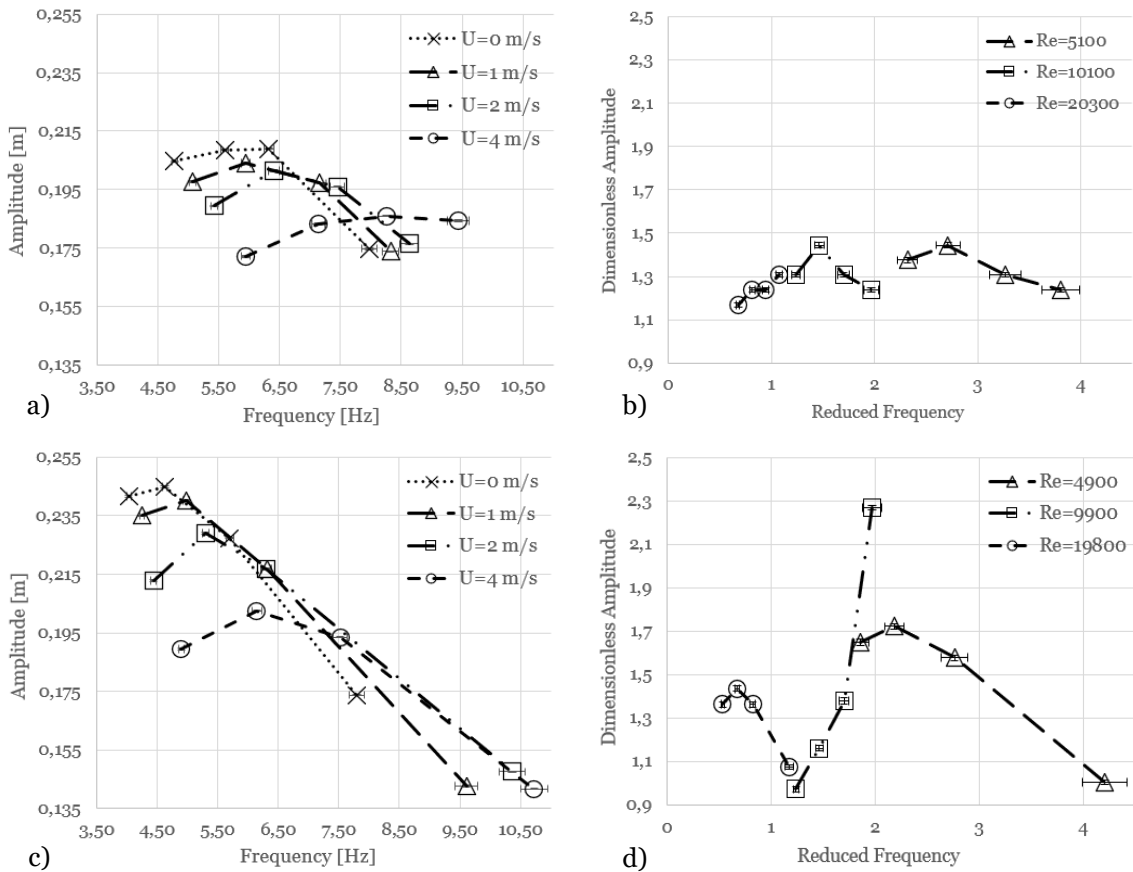 0,255
0,235
0,215
0,195
0,175
0,155
0,135
Amplitude [m]
3,50 4,50 5,50 6,50 7,50 8,50 9,50 10,50
Frequency [Hz]
U=0 m/s
U=1 m/s
U=2 m/s
U=4 m/s
a)
2,5
2,3
2,1
1,9
1,7
1,5
1,3
1,1
0,9
Dimensionless Amplitude
0 1 2 3 4
Reduced Frequency
Re=5100
Re=10100
Re=20300
b)
0,255
0,235
0,215
0,195
0,175
0,155
0,135
Amplitude [m]
3,50 4,50 5,50 6,50 7,50 8,50 9,50 10,50
Frequency [Hz]
U=0 m/s
U=1 m/s
U=2 m/s
U=4 m/s
c)
2,5
2,3
2,1
1,9
1,7
1,5
1,3
1,1
0,9
Dimensionless Amplitude
0 1 2 3 4
Reduced Frequency
Re=4900
Re=9900
Re=19800
d)